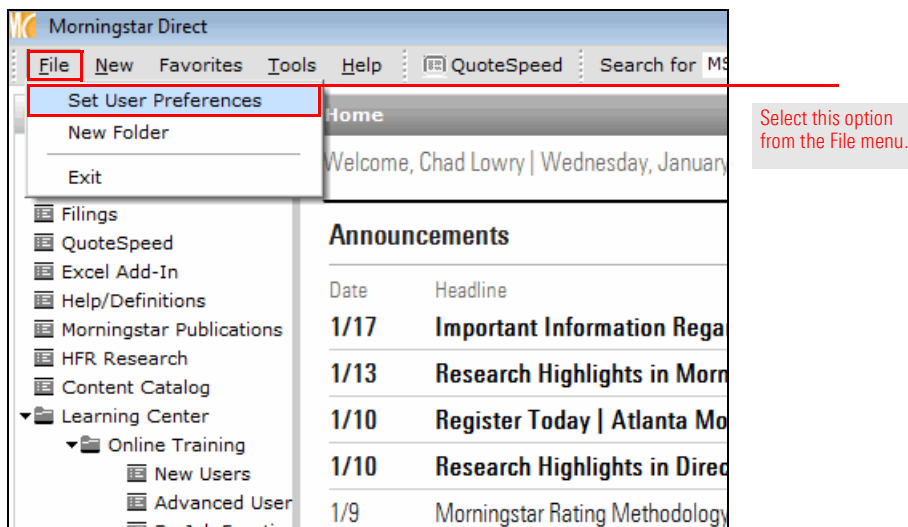 Morningstar Direct
File New Favorites Tools Help QuoteSpeed Search for
Set User Preferences
New Folder
Exit
Home
Welcome, Chad Lowry | Wednesday, January
Select this option
from the File menu.
Filings
QuoteSpeed
Excel Add-In
Help/Definitions
Morningstar Publications
HFR Research
Content Catalog
Learning Center
Online Training
New Users
Advanced User
Announcements
Date Headline
1/17 Important Information Rega
1/13 Research Highlights in Morn
1/10 Register Today | Atlanta Mo
1/10 Research Highlights in Direc
1/9 Morningstar Rating Methodology